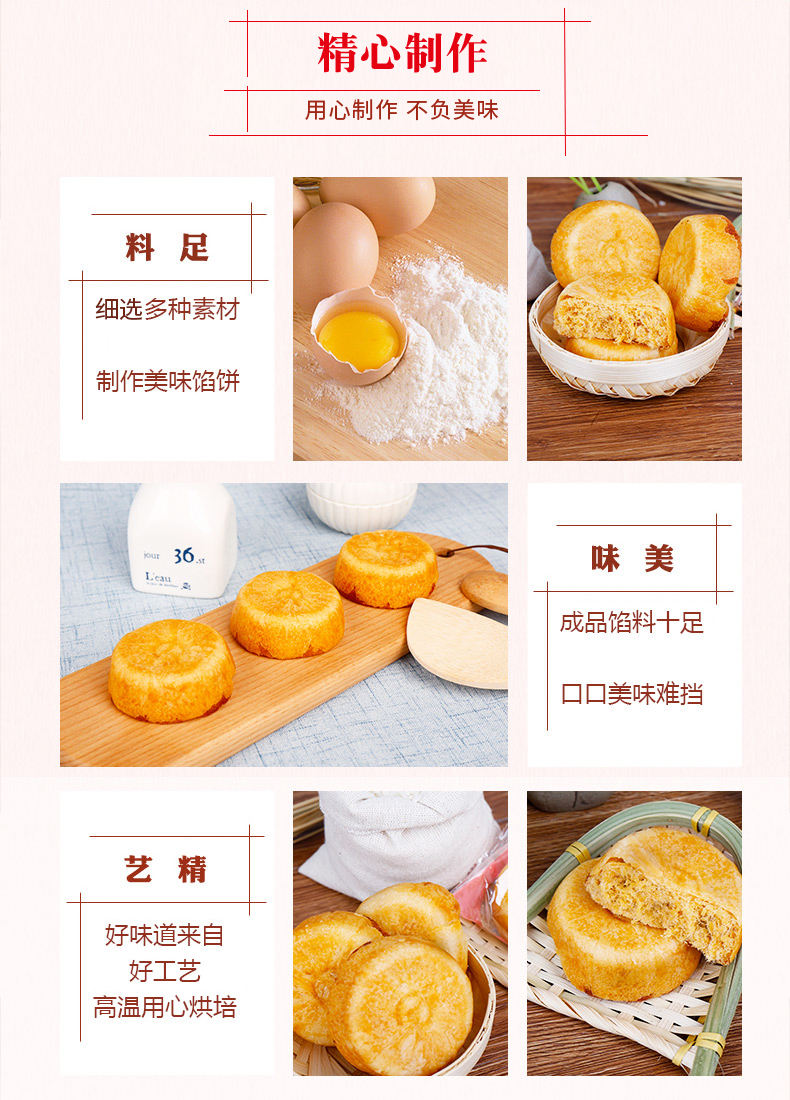 精心制作
用心制作 不负美味
料 足
细选多种素材
制作美味馅饼
jour 36.st
L'eau
味 美
成品馅料十足
口口美味难挡
艺 精
好味道来自
好工艺
高温用心烘培